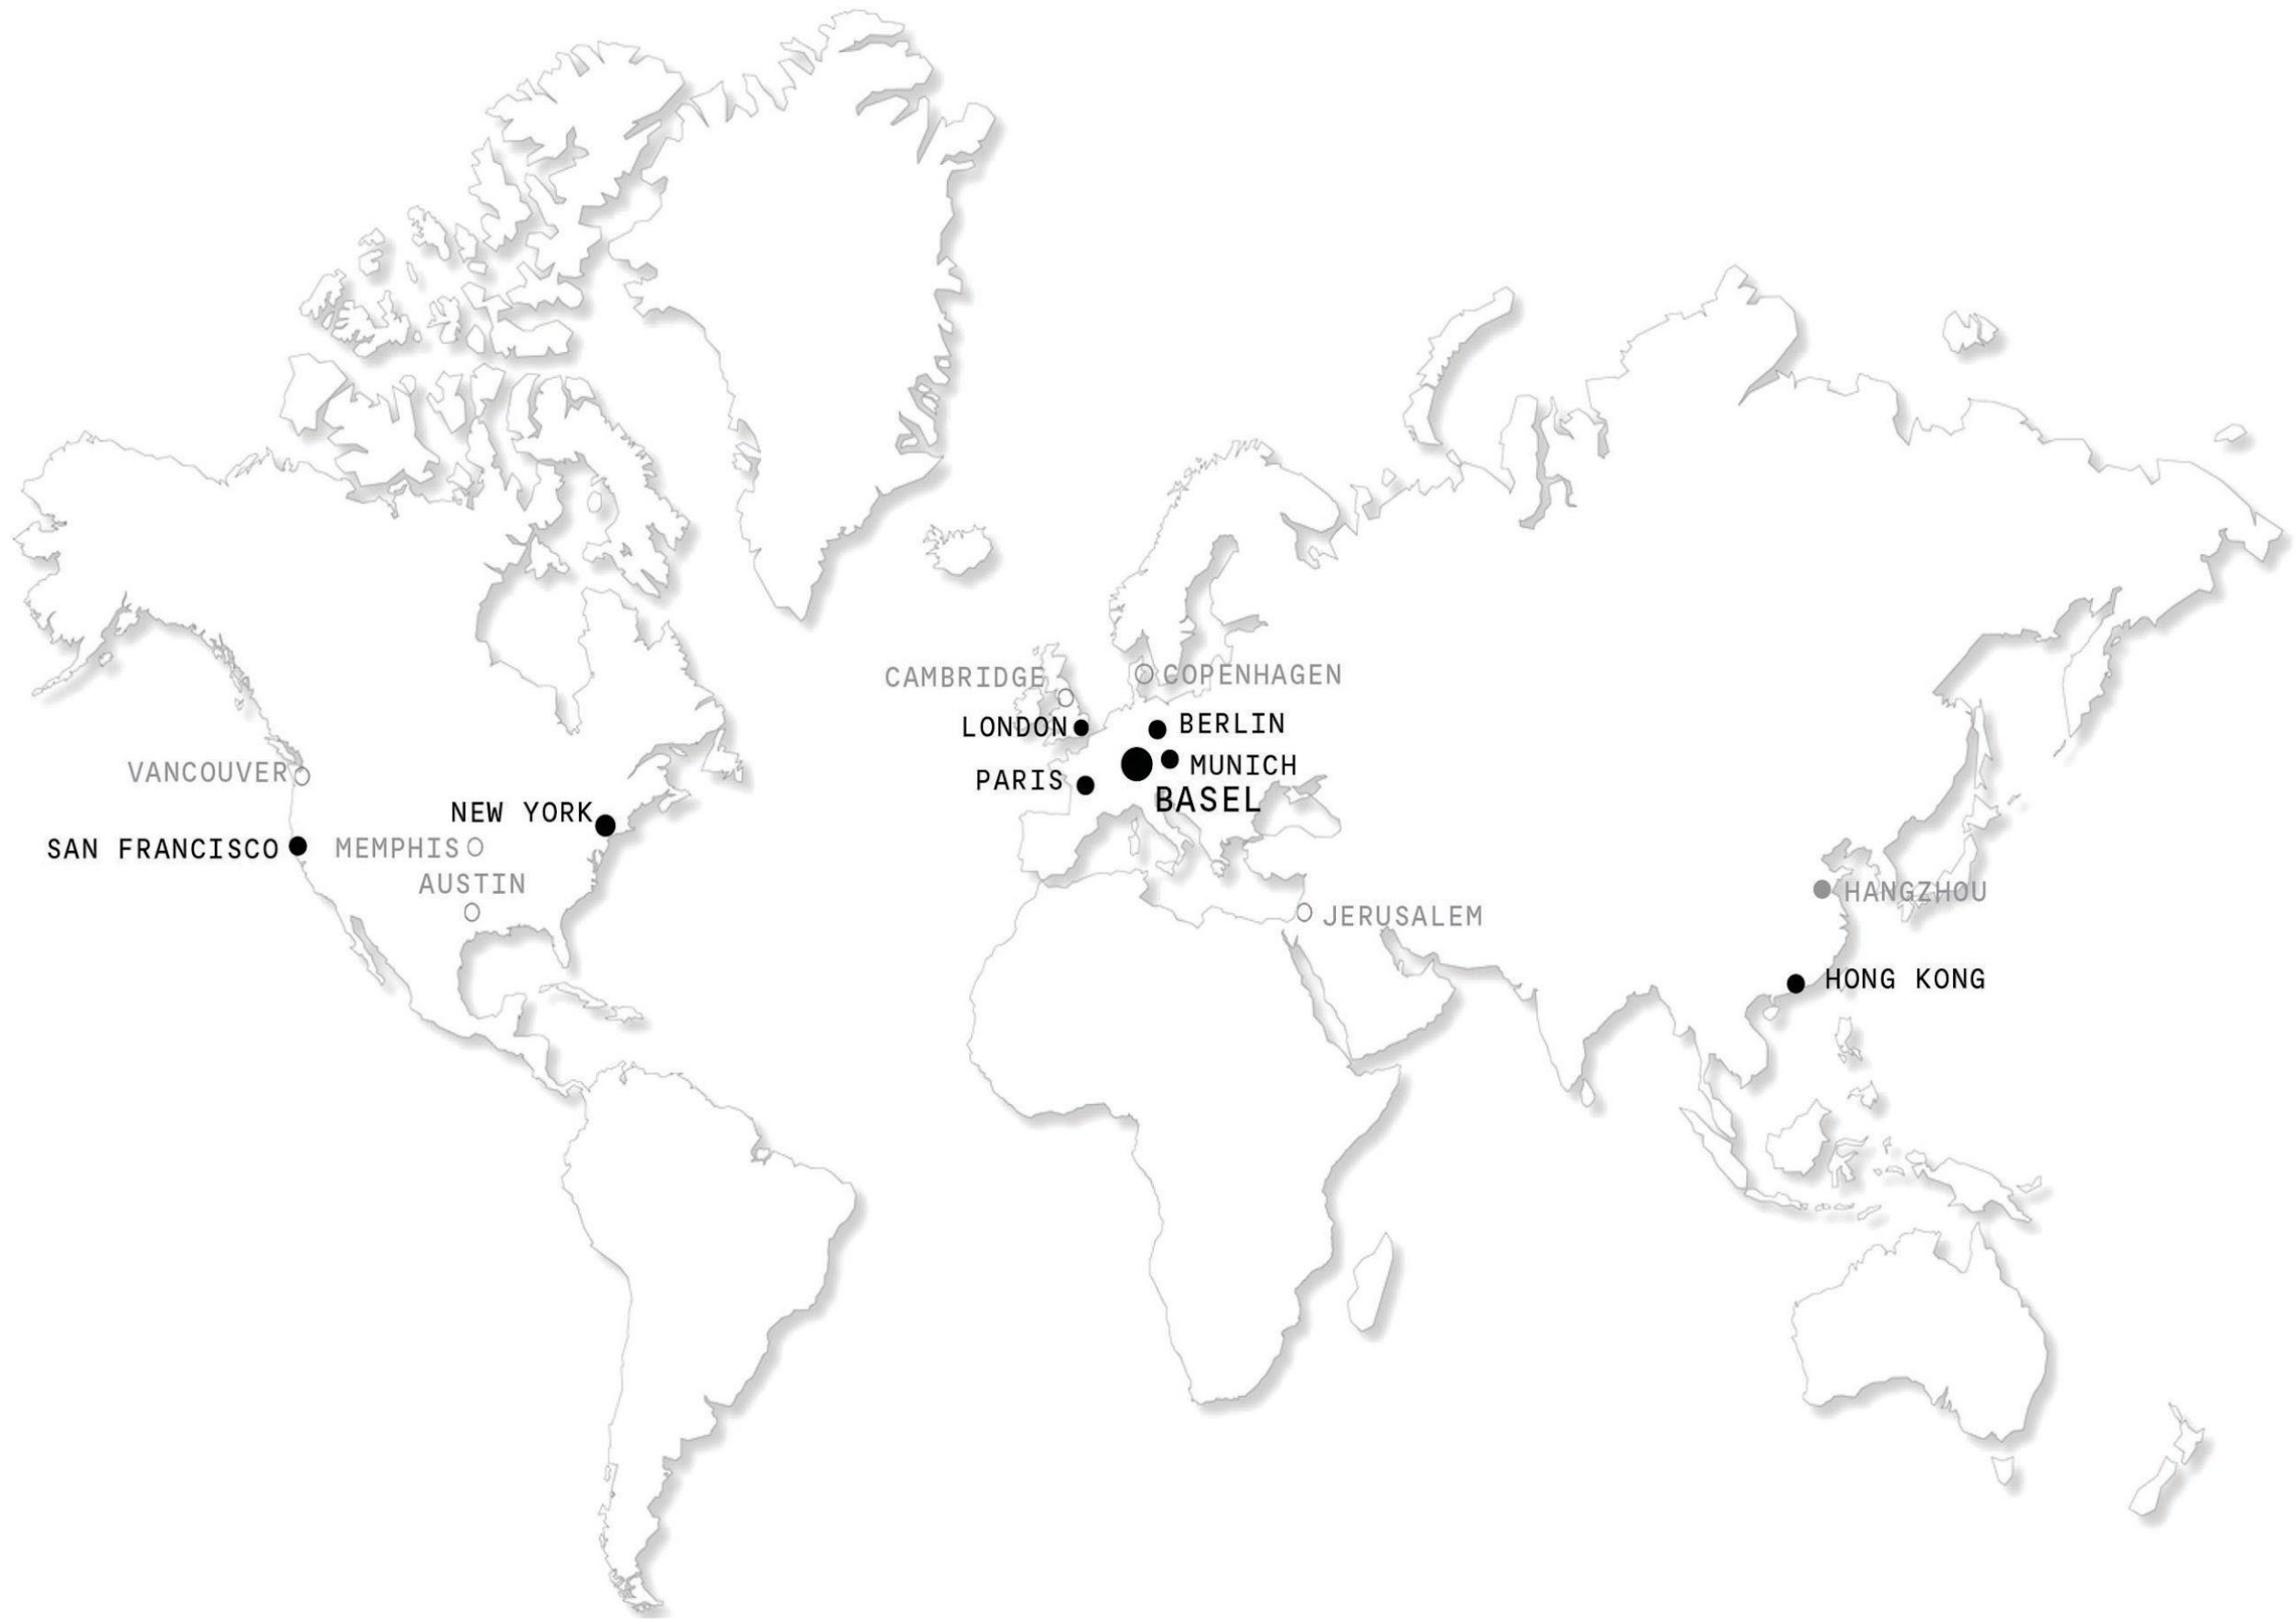 CAMBRIDGE
COPENHAGEN
LONDON
BERLIN
VANCOUVER
MUNICH
PARIS
BASEL
NEW YORK
SAN FRANCISCO
MEMPHIS
AUSTIN
HANGZHOU
JERUSALEM
HONG KONG